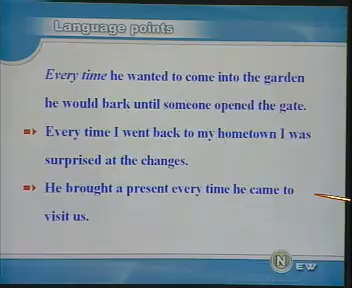 Language points
Every time he wanted to come into the garden
he would bark until someone opened the gate.
Every time I went back to my hometown I was
surprised at the changes.
He brought a present every time he came to
visit us.
N EW